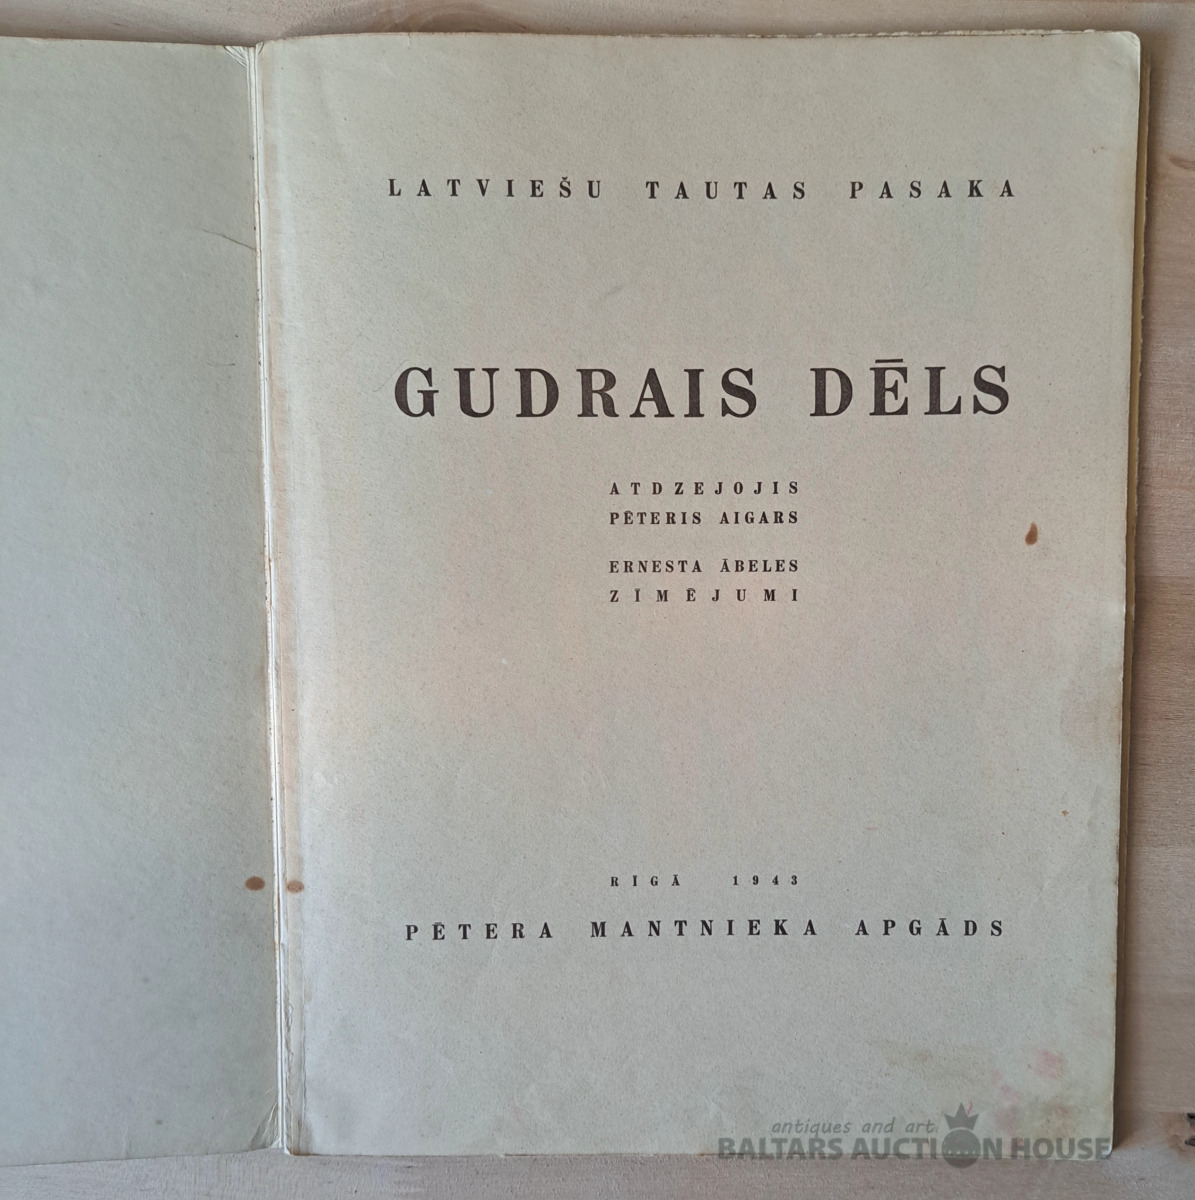 LATVIEŠU TAUTAS PASAKA
GUDRAIS DĒLS
ATDZEJOJIS
PĒTERIS AIGARS
ERNESTA ĀBELES
ZĪMĒJUMI
RĪGĀ 1943
PĒTERA MANTNIEKA APGĀDS
antiques and art
BALTARS AUCTION HOUSE